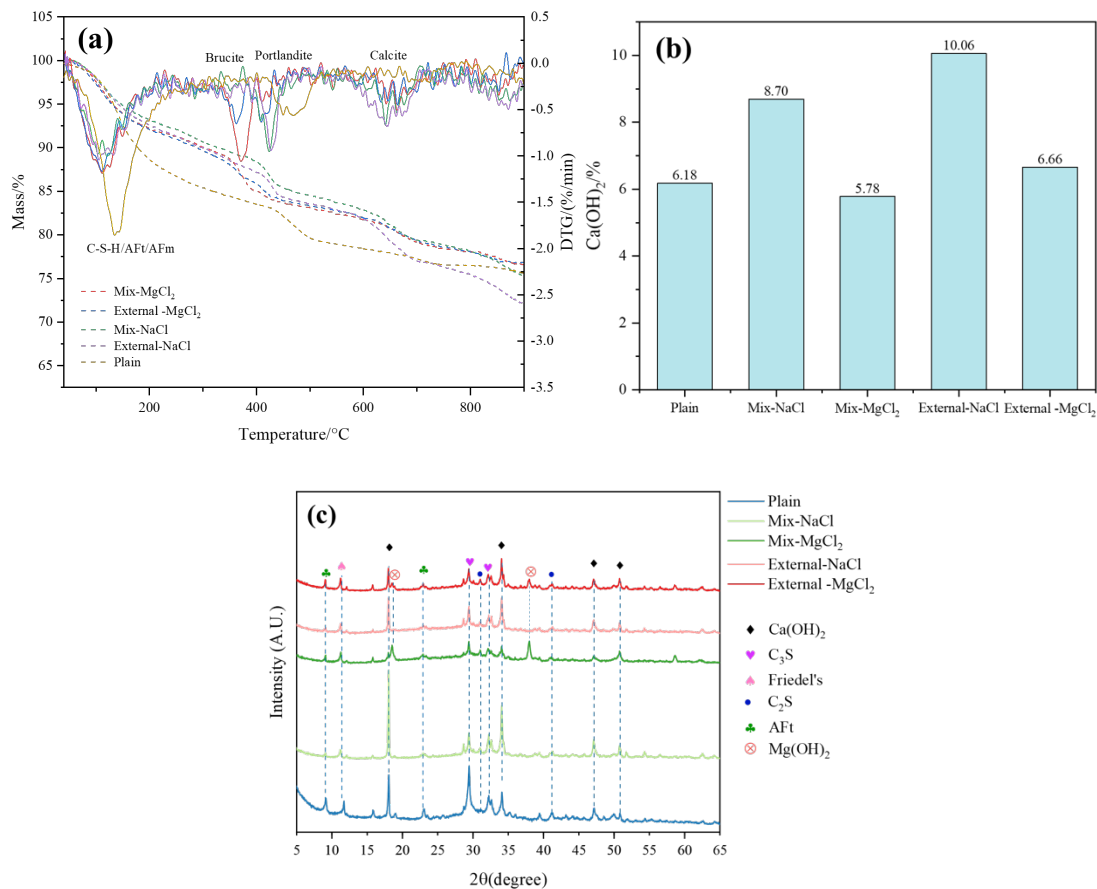 (a)
105
100
95
90
85
80
75
70
65
Mass/%
200
400
600
800
Temperature/°C
0.5
0.0
-0.5
-1.0
-1.5
-2.0
-2.5
-3.0
-3.5
DTG/(%/min)
Brucite
Portlandite
Calcite
C-S-H/AFt/AFm
Mix-MgCl₂
External -MgCl₂
Mix-NaCl
External-NaCl
Plain
(b)
10
8
6
4
2
0
Ca(OH)₂/%
6.18
8.70
5.78
10.06
6.66
Plain
Mix-NaCl
Mix-MgCl₂
External-NaCl
External -MgCl₂
(c)
Intensity (A.U.)
5
10
15
20
25
30
35
40
45
50
55
60
65
2θ(degree)
Plain
Mix-NaCl
Mix-MgCl₂
External-NaCl
External -MgCl₂
Ca(OH)₂
C₃S
Friedel's
C₂S
AFt
Mg(OH)₂